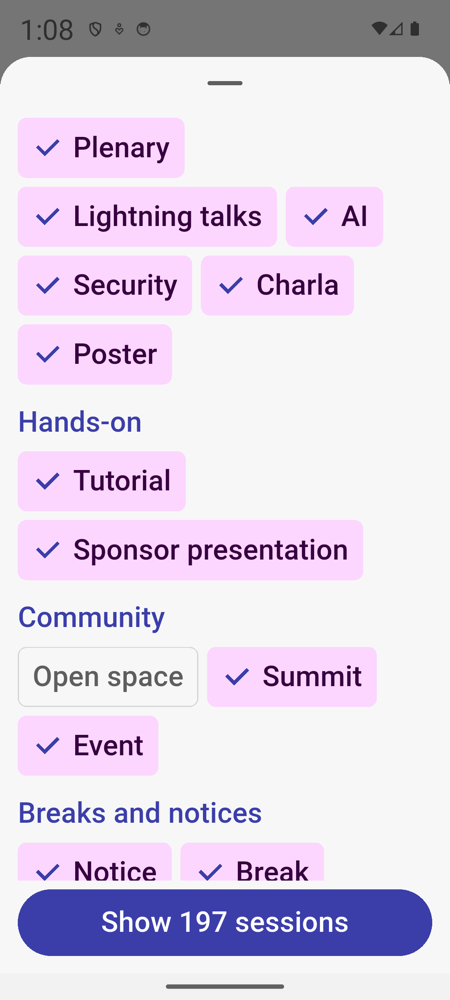 1:08
Plenary
Lightning talks AI
Security Charla
Poster
Hands-on
Tutorial
Sponsor presentation
Community
Open space Summit
Event
Breaks and notices
Notice Break
Show 197 sessions